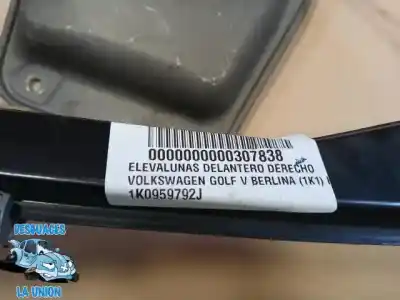 0000000000307838
ELEVALUNAS DELANTERO DERECHO
VOLKSWAGEN GOLF V BERLINA (1K1)
1K0959792J
DESGUACES
LA UNION